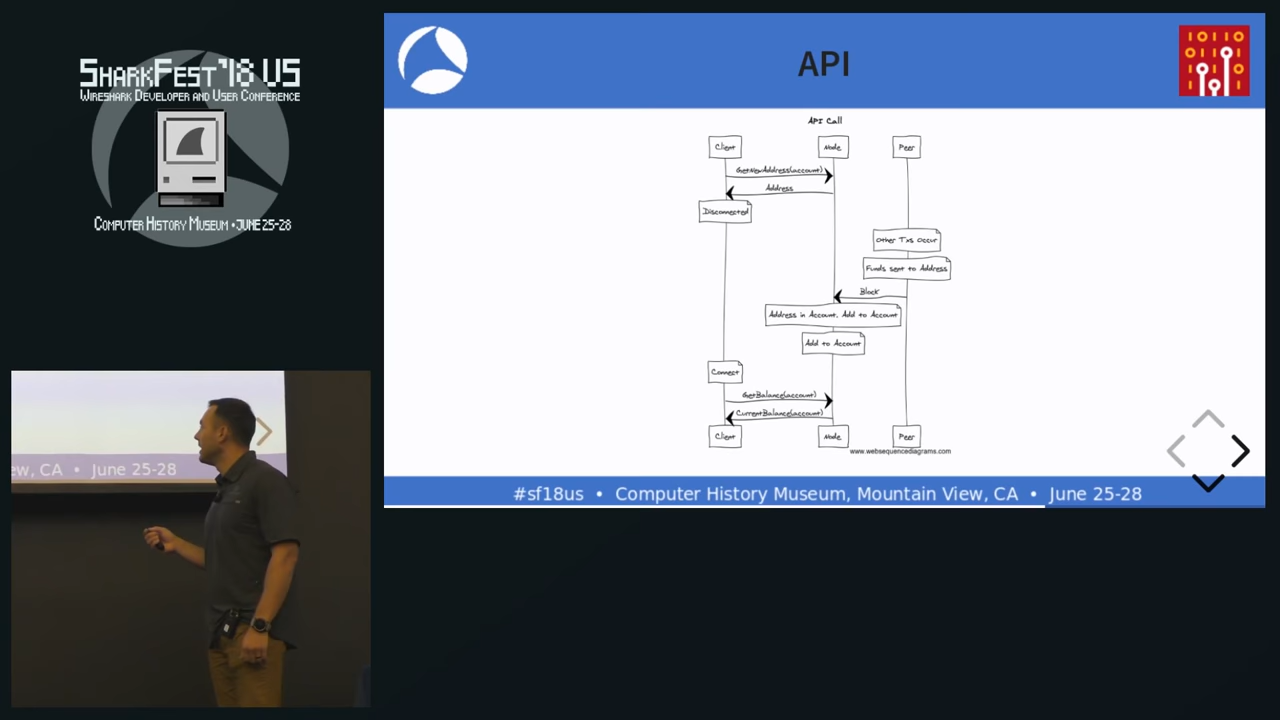 SHARKFEST '18 US
WIRESHARK DEVELOPER AND USER CONFERENCE
COMPUTER HISTORY MUSEUM • JUNE 25-28
API
API Call
Client
Node
Peer
GetNewAddress(account)
Address
Disconnected
Other Txs Occur
Funds sent to Address
Block
Address in Account, Add to Account
Add to Account
Connect
GetBalance(account)
CurrentBalance(account)
Client
Node
Peer
www.websequencediagrams.com
#sf18us • Computer History Museum, Mountain View, CA • June 25-28
ew, CA • June 25-28